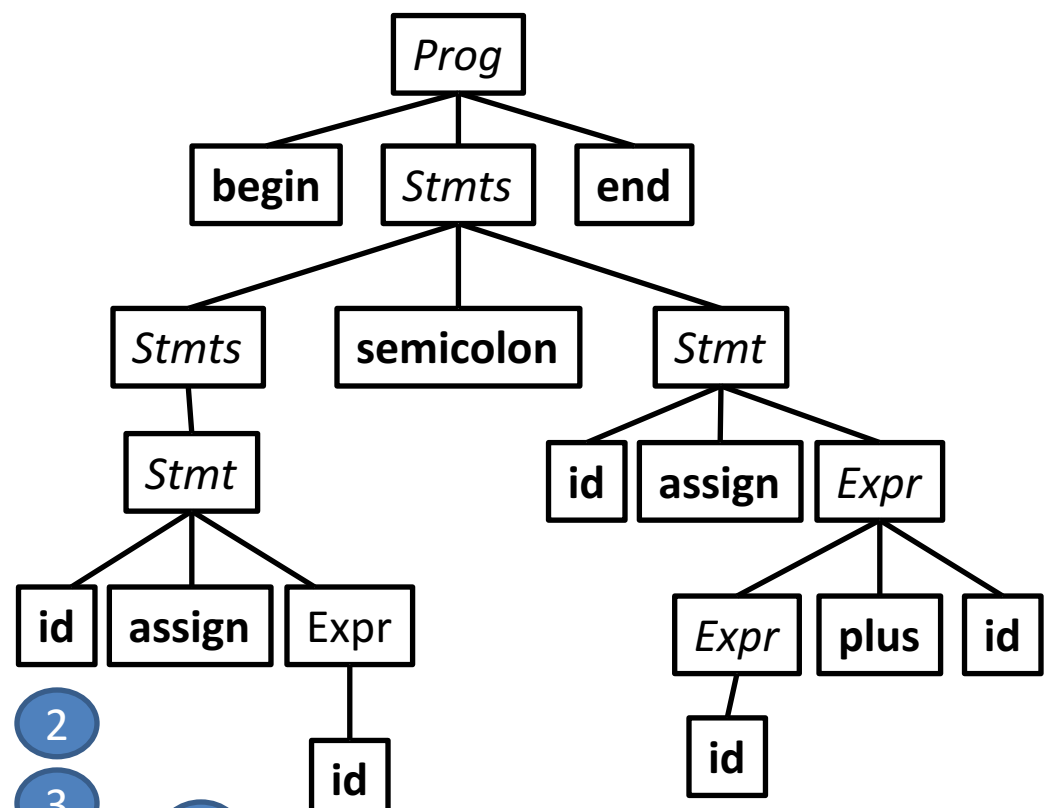 Prog
begin Stmts end
Stmts semicolon Stmt
Stmt
id assign Expr
id assign Expr
Expr plus id
2
id
id
3